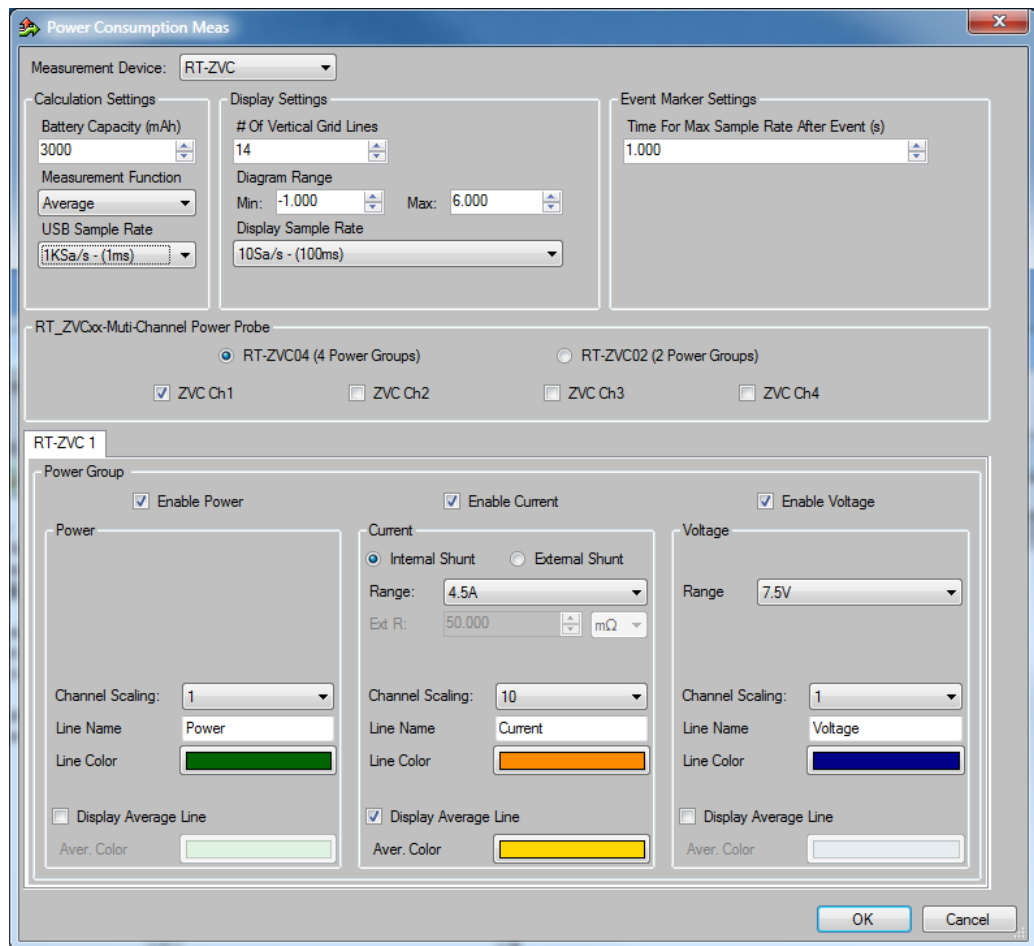 Power Consumption Meas
Measurement Device: RT-ZVC
Calculation Settings
Battery Capacity (mAh)
3000
Measurement Function
Average
USB Sample Rate
1KSa/s - (1ms)
Display Settings
# Of Vertical Grid Lines
14
Diagram Range
Min: -1.000 Max: 6.000
Display Sample Rate
10Sa/s - (100ms)
Event Marker Settings
Time For Max Sample Rate After Event (s)
1.000
RT_ZVCxx-Muti-Channel Power Probe
RT-ZVC04 (4 Power Groups) RT-ZVC02 (2 Power Groups)
ZVC Ch1 ZVC Ch2 ZVC Ch3 ZVC Ch4
RT-ZVC 1
Power Group
Enable Power Enable Current Enable Voltage
Power
Channel Scaling: 1
Line Name Power
Line Color
Display Average Line
Aver. Color
Current
Internal Shunt External Shunt
Range: 4.5A
Ext R: 50.000 mΩ
Channel Scaling: 10
Line Name Current
Line Color
Display Average Line
Aver. Color
Voltage
Range 7.5V
Channel Scaling: 1
Line Name Voltage
Line Color
Display Average Line
Aver. Color
OK Cancel